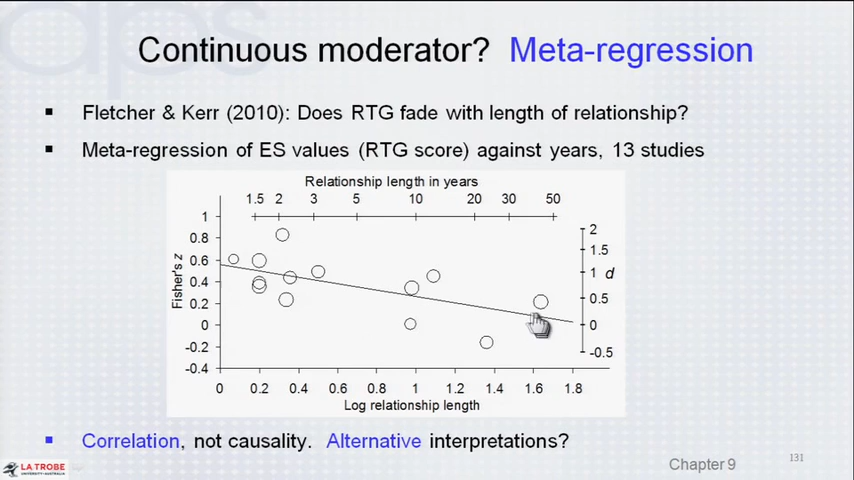 Continuous moderator? Meta-regression
▪ Fletcher & Kerr (2010): Does RTG fade with length of relationship?
▪ Meta-regression of ES values (RTG score) against years, 13 studies
Relationship length in years
1.5 2 3 5 10 20 30 50
1
0.8
0.6
0.4
0.2
0
-0.2
-0.4
Fisher's z
2
1.5
1
0.5
0
-0.5
d
0 0.2 0.4 0.6 0.8 1 1.2 1.4 1.6 1.8
Log relationship length
▪ Correlation, not causality. Alternative interpretations?
LA TROBE
UNIVERSITY
Chapter 9
131